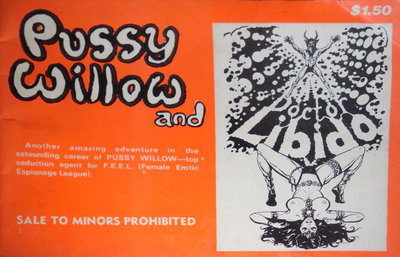 $1.50
Pussy
Willow
and
Doctor
Libido
Another amazing adventure in the
astounding career of PUSSY WILLOW—top
seduction agent for F.E.E.L. (Female Erotic
Espionage League).
SALE TO MINORS PROHIBITED